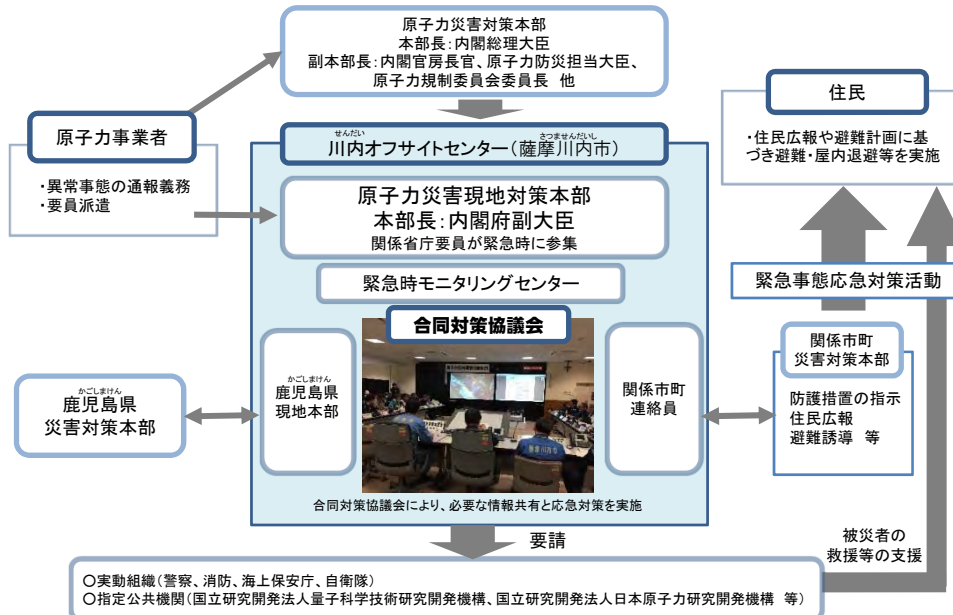 原子力災害対策本部
本部長：内閣総理大臣
副本部長：内閣官房長官、原子力防災担当大臣、
原子力規制委員会委員長　他
原子力事業者
・異常事態の通報義務
・要員派遣
住民
・住民広報や避難計画に基
づき避難・屋内退避等を実施
せんだい　さつませんだいし
川内オフサイトセンター（薩摩川内市）
原子力災害現地対策本部
本部長：内閣府副大臣
関係省庁要員が緊急時に参集
緊急時モニタリングセンター
合同対策協議会
かごしまけん
鹿児島県
災害対策本部
かごしまけん
鹿児島県
現地本部
薩摩川内市
関係市町
連絡員
緊急事態応急対策活動
関係市町
災害対策本部
防護措置の指示
住民広報
避難誘導　等
合同対策協議会により、必要な情報共有と応急対策を実施
要請
被災者の
救援等の支援
〇実動組織（警察、消防、海上保安庁、自衛隊）
〇指定公共機関（国立研究開発法人量子科学技術研究開発機構、国立研究開発法人日本原子力研究開発機構　等）